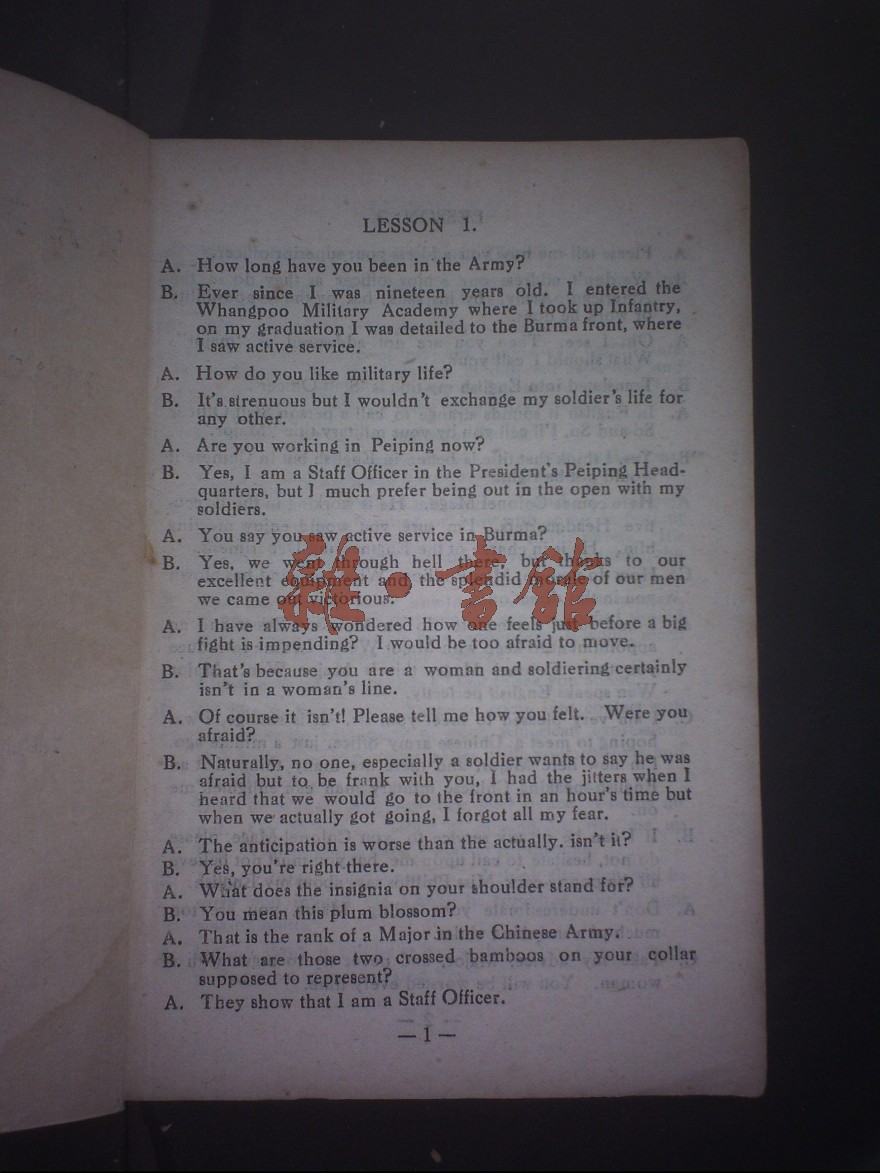 LESSON 1.
A. How long have you been in the Army?
B. Ever since I was nineteen years old. I entered the
Whangpoo Military Academy where I took up Infantry,
on my graduation I was detailed to the Burma front, where
I saw active service.
A. How do you like military life?
B. It's strenuous but I wouldn't exchange my soldier's life for
any other.
A. Are you working in Peiping now?
B. Yes, I am a Staff Officer in the President's Peiping Head-
quarters, but I much prefer being out in the open with my
soldiers.
A. You say you saw active service in Burma?
B. Yes, we went through hell there, but thanks to our
excellent equipment and the splendid morale of our men
we came out victorious.
A. I have always wondered how one feels just before a big
fight is impending? I would be too afraid to move.
B. That's because you are a woman and soldiering certainly
isn't in a woman's line.
A. Of course it isn't! Please tell me how you felt. Were you
afraid?
B. Naturally, no one, especially a soldier wants to say he was
afraid but to be frank with you, I had the jitters when I
heard that we would go to the front in an hour's time but
when we actually got going, I forgot all my fear.
A. The anticipation is worse than the actually. isn't it?
B. Yes, you're right there.
A. What does the insignia on your shoulder stand for?
B. You mean this plum blossom?
A. That is the rank of a Major in the Chinese Army.
B. What are those two crossed bamboos on your collar
supposed to represent?
A. They show that I am a Staff Officer.
— 1 —
雜·書館